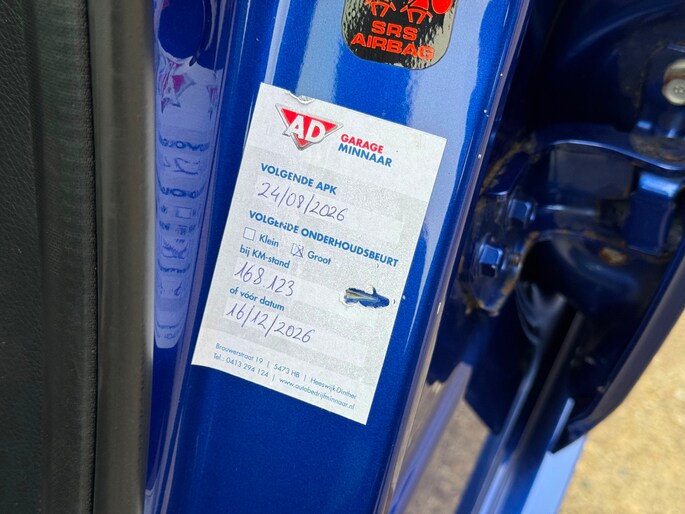 SRS
AIRBAG
AD
GARAGE
MINNAAR
VOLGENDE APK
24/08/2026
VOLGENDE ONDERHOUDSBEURT
Klein Groot
bij KM-stand
168.123
of vóór datum
16/12/2026
Brouwerstraat 19 | 5473 HB | Heeswijk-Dinther
Tel.: 0413 294 124 | www.autobedrijfminnaar.nl